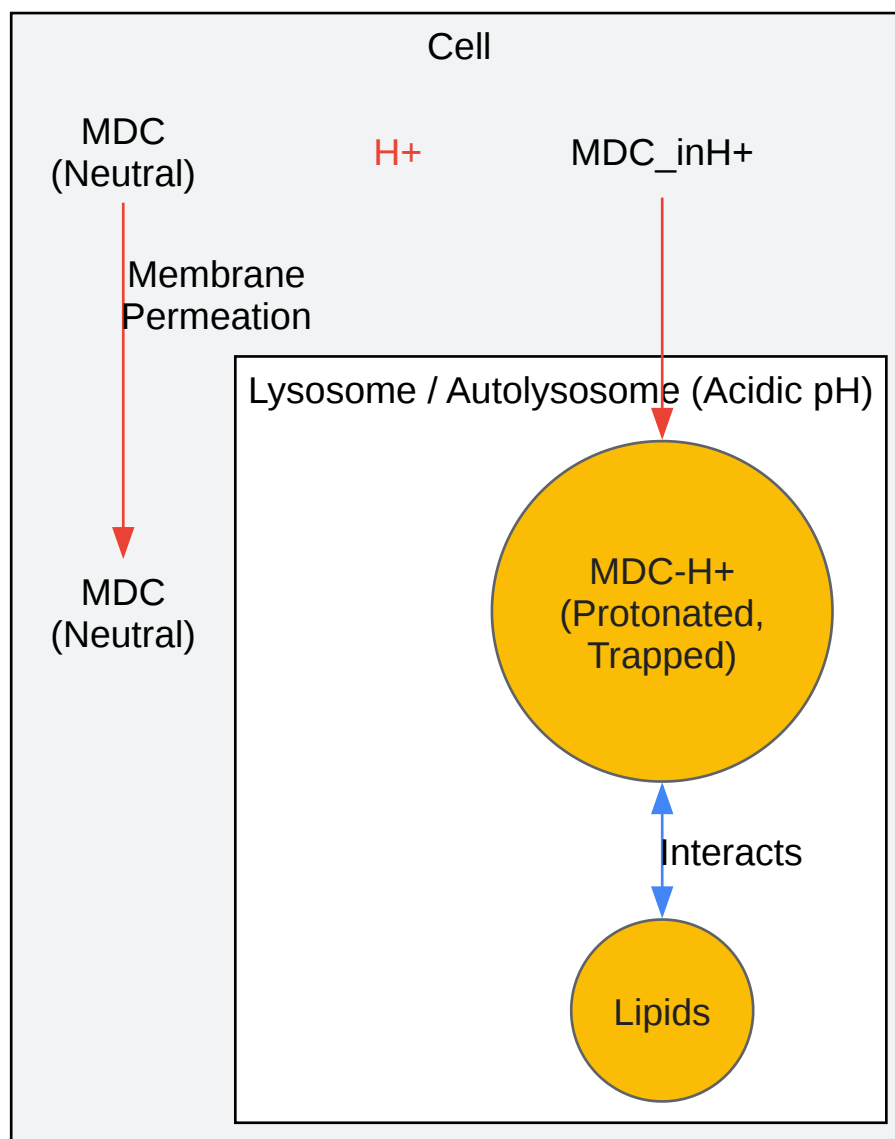 Cell
MDC
(Neutral)
H+
MDC_inH+
Membrane
Permeation
Lysosome / Autolysosome (Acidic pH)
MDC
(Neutral)
MDC-H+
(Protonated,
Trapped)
Interacts
Lipids